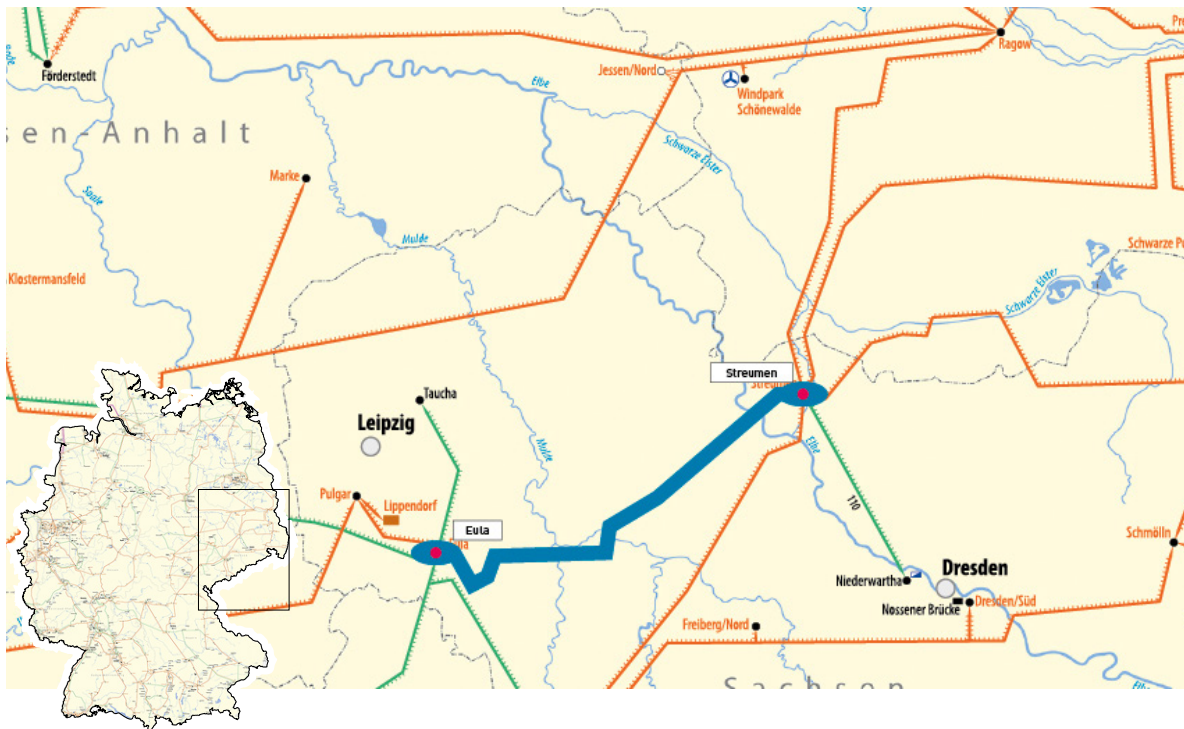 Förderstedt
Ragow
Jessen/Nord
Elbe
Windpark
Schönewalde
sen-Anhalt
Schwarze Elster
Marke
Saale
Mulde
Klostermansfeld
Schwarze
Schwarze Elster
Streumen
Taucha
Leipzig
Mulde
Elbe
Pulgar
Lippendorf
Eula
110
Schmölln
Niederwartha
Dresden
Nossener Brücke
Dresden/Süd
Freiberg/Nord
Sachsen
Elbe